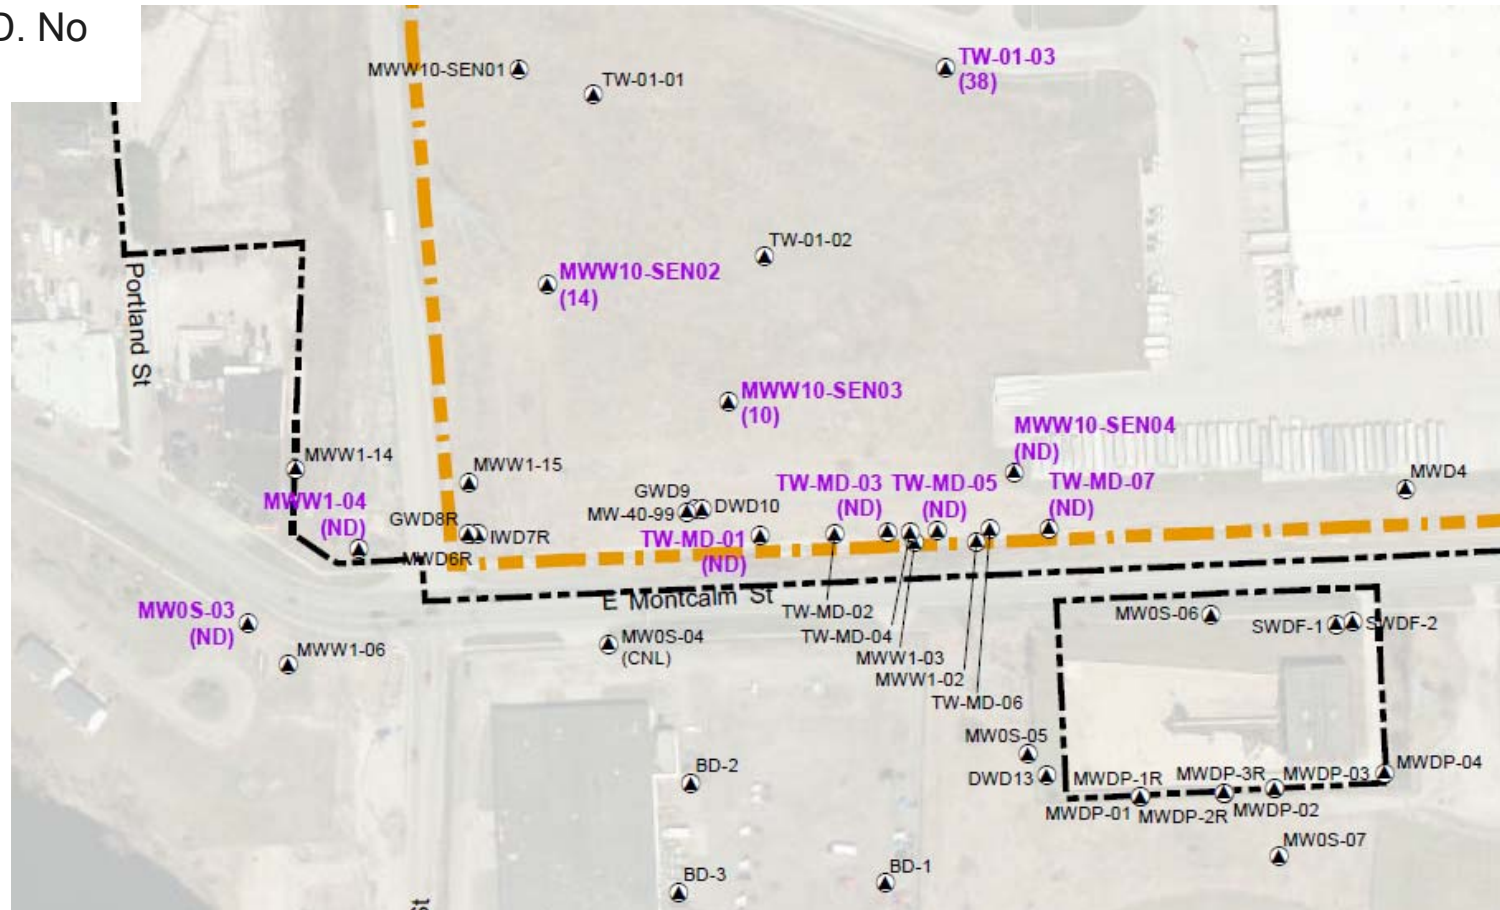 D. No
MWW10-SEN01
TW-01-01
TW-01-03
(38)
TW-01-02
MWW10-SEN02
(14)
Portland St
MWW10-SEN03
(10)
MWW10-SEN04
(ND)
MWW1-14
MWW1-15
MWD4
MWW1-04
(ND)
GWD8R
IWD7R
MWD6R
GWD9
DWD10
MW-40-99
TW-MD-01
(ND)
TW-MD-03
(ND)
TW-MD-05
(ND)
TW-MD-07
(ND)
E Montcalm St
TW-MD-02
TW-MD-04
MWW1-03
MWW1-02
TW-MD-06
MW0S-03
(ND)
MWW1-06
MW0S-04
(CNL)
MW0S-06
SWDF-1
SWDF-2
MW0S-05
DWD13
BD-2
MWDP-1R
MWDP-3R
MWDP-03
MWDP-04
MWDP-01
MWDP-2R
MWDP-02
MW0S-07
BD-3
BD-1
st